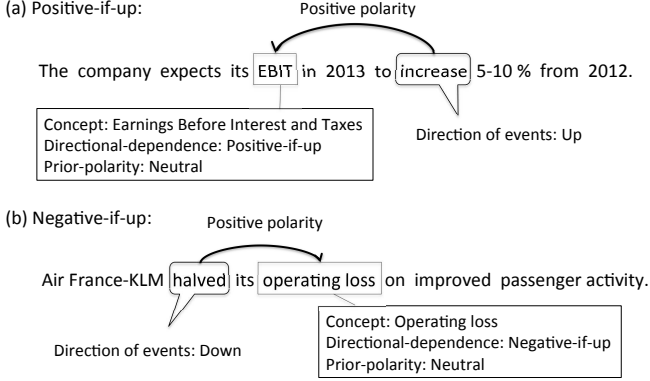 (a) Positive-if-up:
Positive polarity
The company expects its EBIT in 2013 to increase 5-10 % from 2012.
Concept: Earnings Before Interest and Taxes
Directional-dependence: Positive-if-up
Prior-polarity: Neutral
Direction of events: Up
(b) Negative-if-up:
Positive polarity
Air France-KLM halved its operating loss on improved passenger activity.
Direction of events: Down
Concept: Operating loss
Directional-dependence: Negative-if-up
Prior-polarity: Neutral